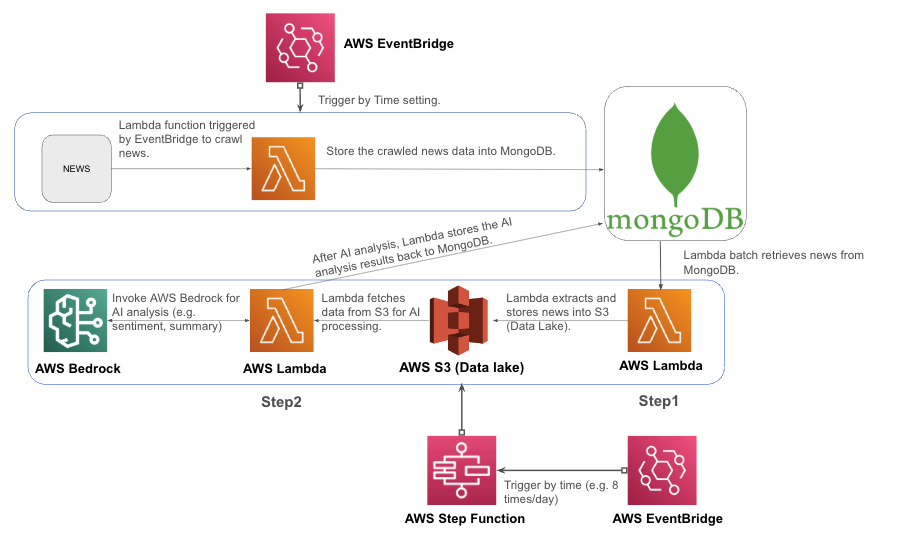 AWS EventBridge
Trigger by Time setting.
Lambda function triggered
by EventBridge to crawl
news.
NEWS
Store the crawled news data into MongoDB.
mongoDB
After AI analysis, Lambda stores the AI
analysis results back to MongoDB.
Lambda batch retrieves news from
MongoDB.
Invoke AWS Bedrock for
AI analysis (e.g.
sentiment, summary)
Lambda fetches
data from S3 for AI
processing.
Lambda extracts and
stores news into S3
(Data Lake).
AWS Bedrock
AWS Lambda
AWS S3 (Data lake)
AWS Lambda
Step2
Step1
Trigger by time (e.g. 8
times/day)
AWS Step Function
AWS EventBridge